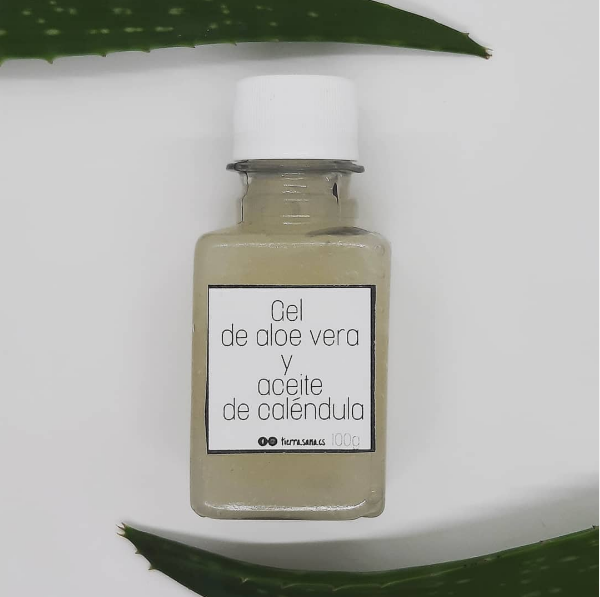 Gel
de aloe vera
y
aceite
de caléndula
tierra.sana.cs 100g